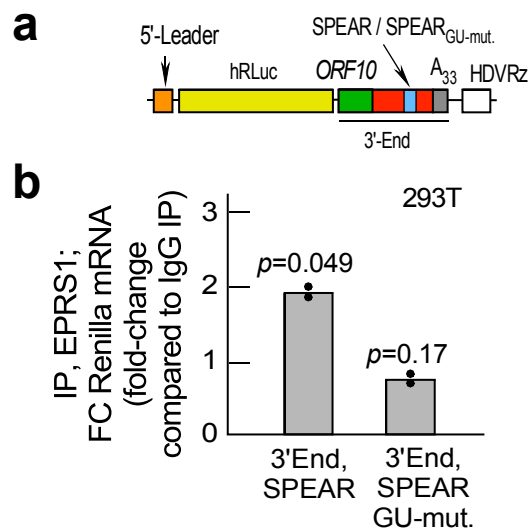 a
5'-Leader
SPEAR / SPEAR GU-mut.
hRLuc
ORF10
A33
HDVRz
3'-End
b
IP, EPRS1;
FC Renilla mRNA
(fold-change
compared to IgG IP)
3
2
1
0
293T
p=0.049
p=0.17
3'End,
SPEAR
3'End,
SPEAR
GU-mut.